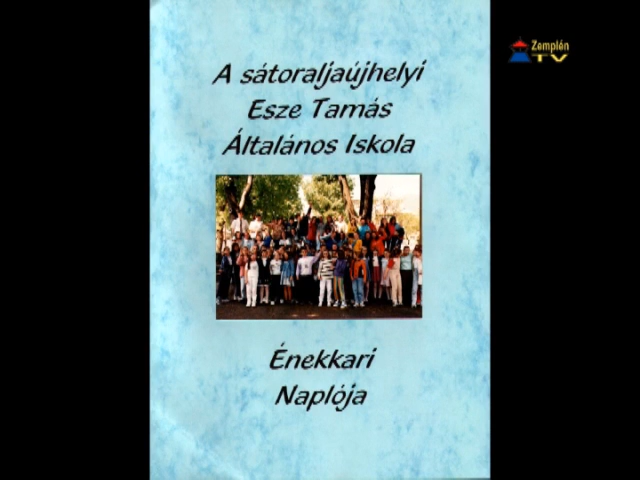 A sátoraljaújhelyi
Esze Tamás
Általános Iskola
Énekkari
Naplója
Zemplén
TV